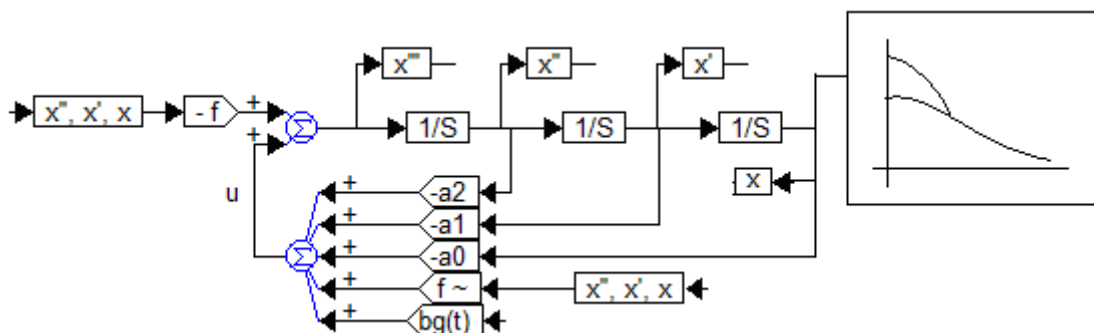 x''' x'' x'
x'', x', x - f + + Σ 1/S 1/S 1/S
x
u
+ -a2
+ -a1
Σ + -a0
+ f ~ x'', x', x
+ bg(t)